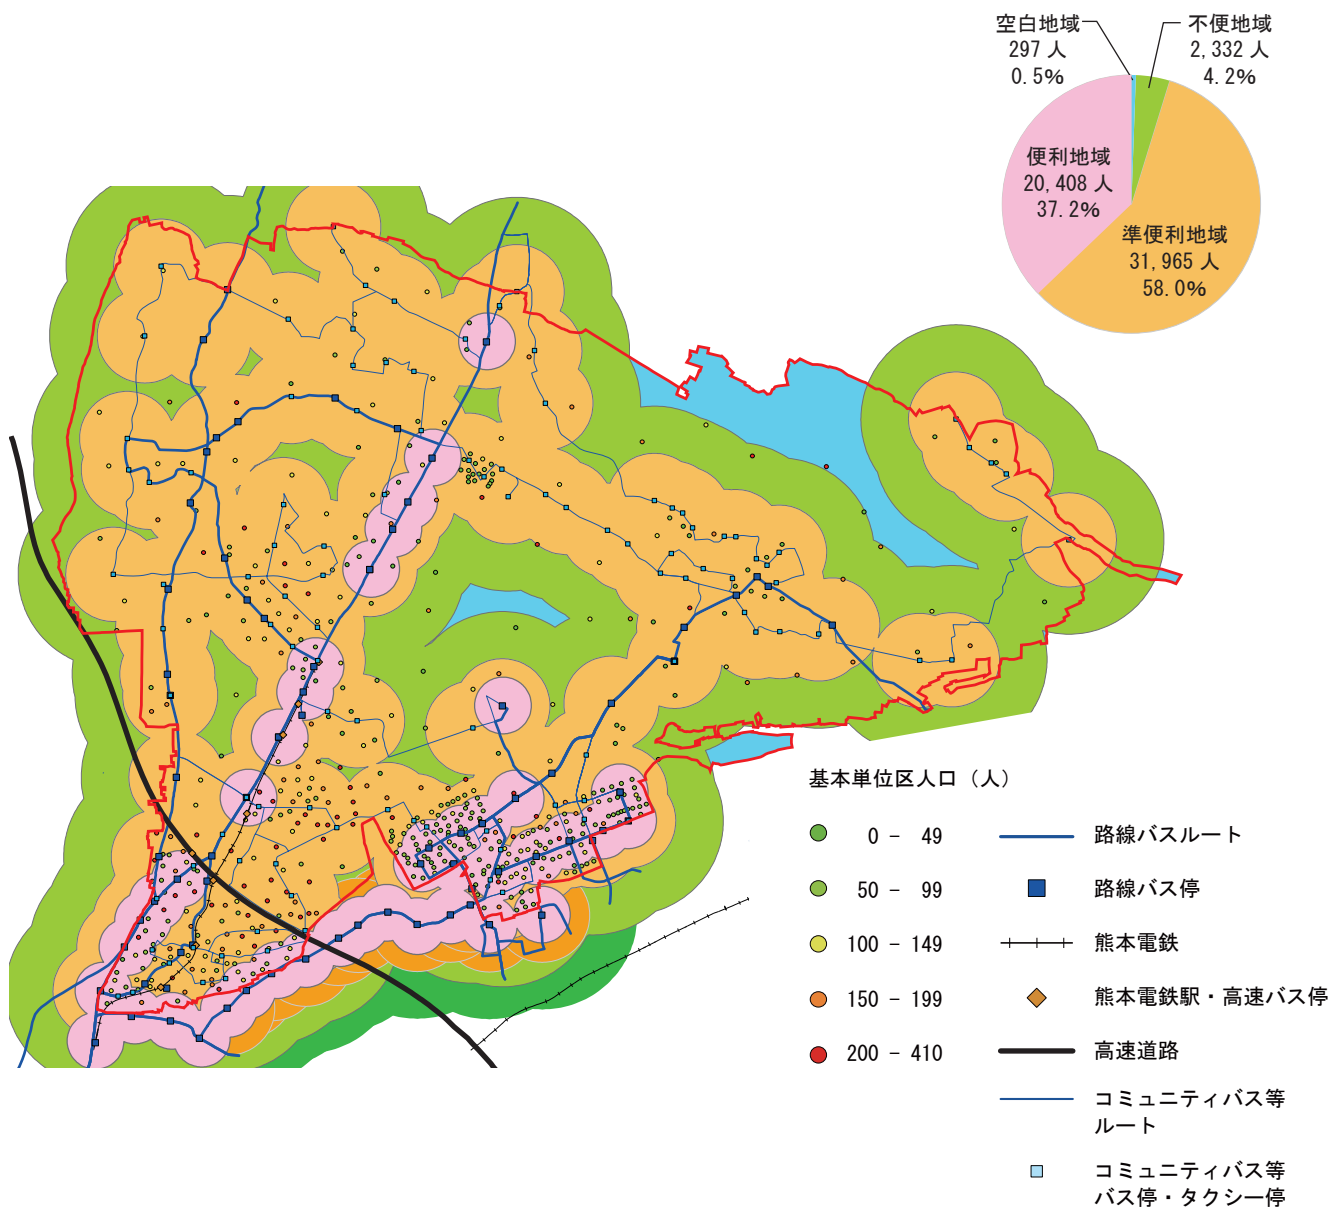 空白地域
297 人
0.5%
不便地域
2,332 人
4.2%
便利地域
20,408 人
37.2%
準便利地域
31,965 人
58.0%
基本単位区人口（人）
0 － 49
50 － 99
100 － 149
150 － 199
200 － 410
路線バスルート
路線バス停
熊本電鉄
熊本電鉄駅・高速バス停
高速道路
コミュニティバス等
ルート
コミュニティバス等
バス停・タクシー停